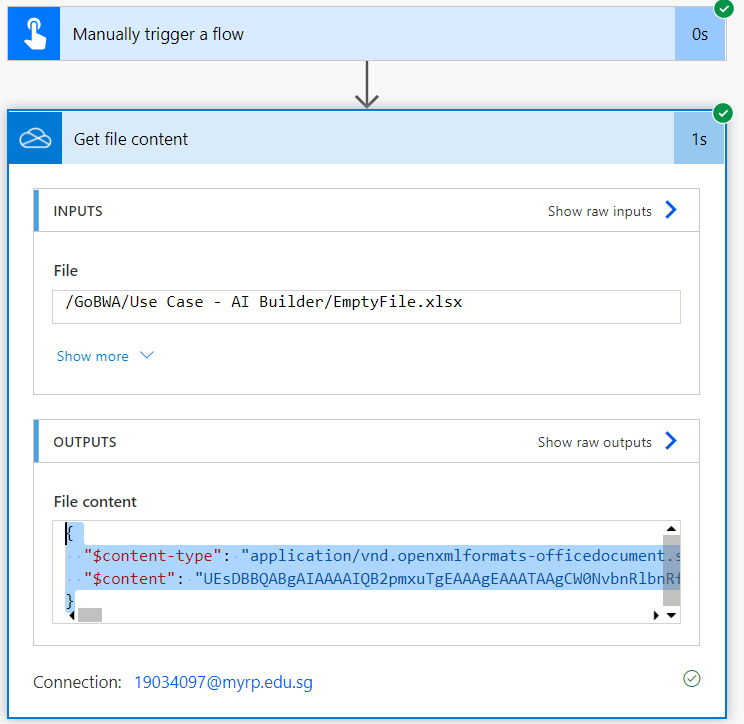 Manually trigger a flow 0s
Get file content 1s
INPUTS Show raw inputs
File
/GoBWA/Use Case - AI Builder/EmptyFile.xlsx
Show more
OUTPUTS Show raw outputs
File content
{
"$content-type": "application/vnd.openxmlformats-officedocument.s
"$content": "UEsDBBQABgAIAAAAIQB2pmxuTgEAAAgEAAATAAgCW0NvbnRlbnRf
}
Connection: 19034097@myrp.edu.sg